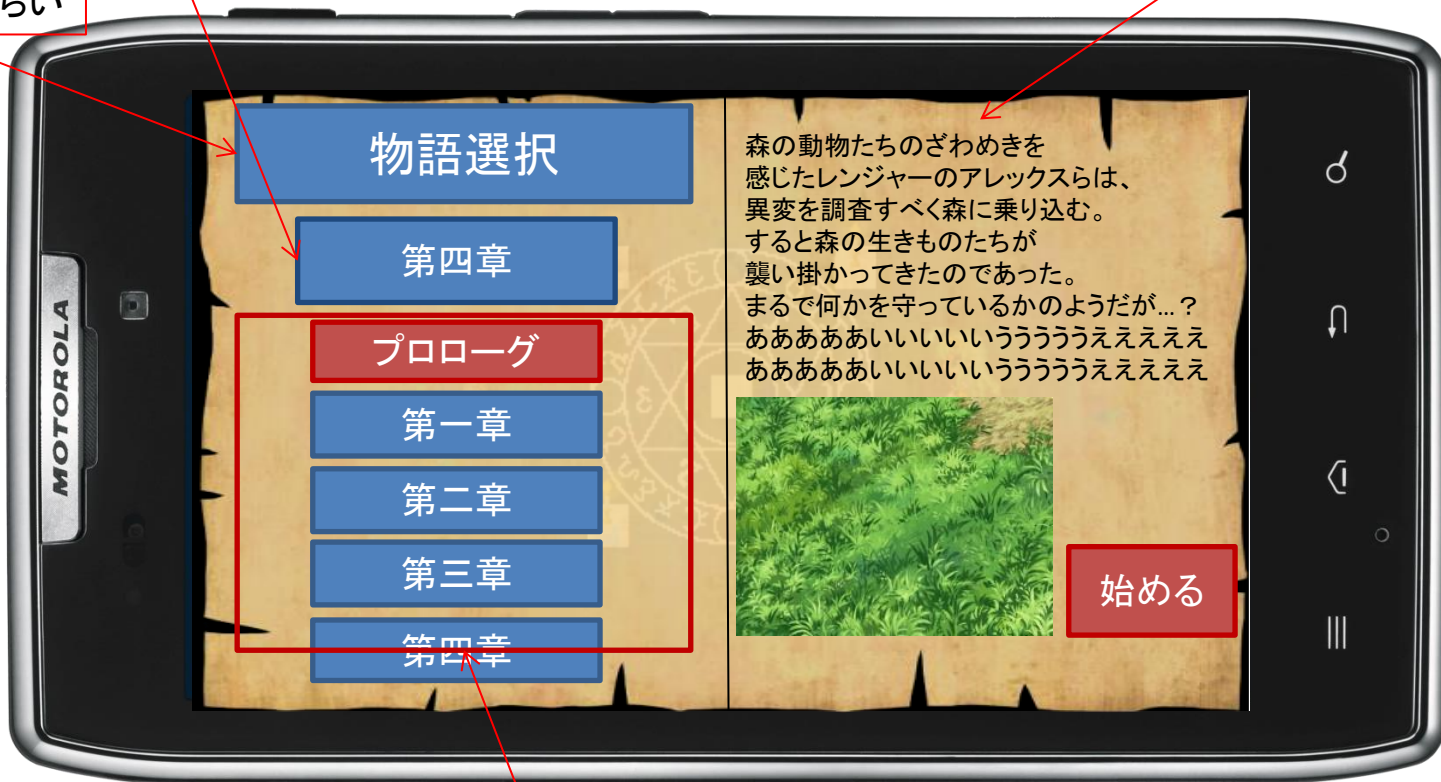 らい
MOTOROLA
物語選択
第四章
プロローグ
第一章
第二章
第三章
第四章
森の動物たちのざわめきを
感じたレンジャーのアレックスらは、
異変を調査すべく森に乗り込む。
すると森の生きものたちが
襲い掛かってきたのであった。
まるで何かを守っているかのようだが...？
あああああいいいいいうううううえええええ
あああああいいいいいうううううえええええ
始める